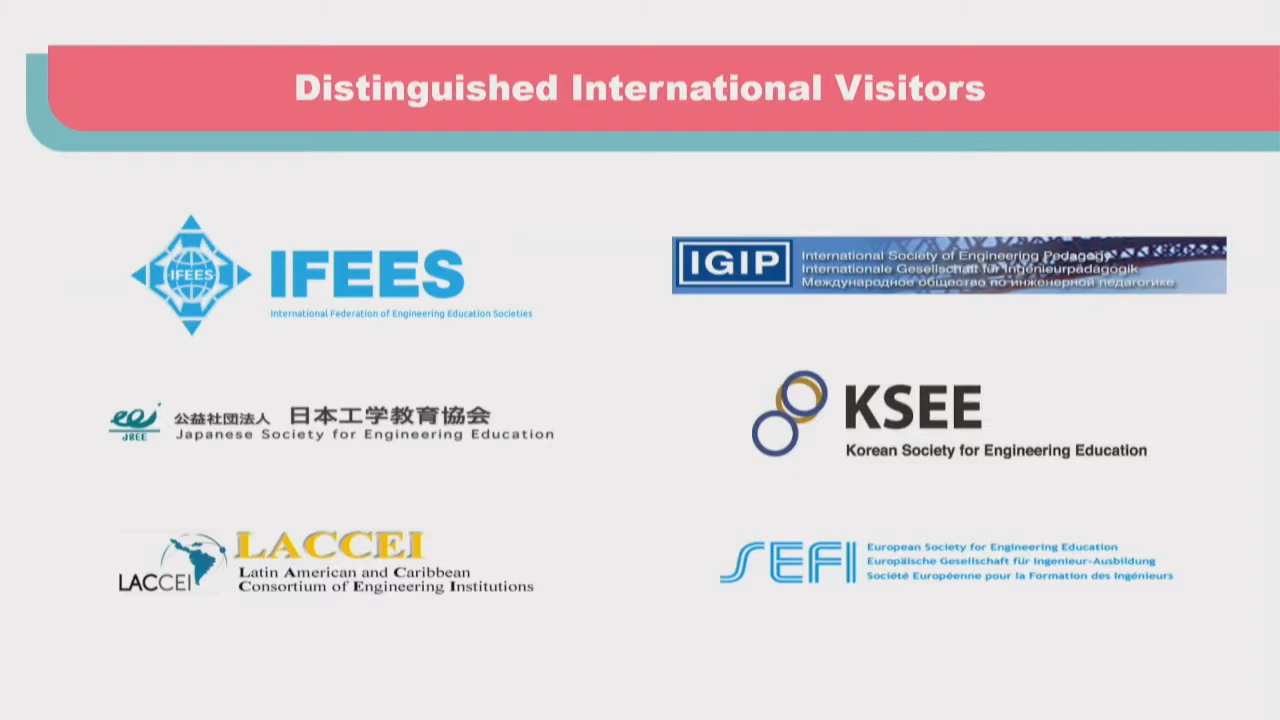 Distinguished International Visitors
IFEES
IFEES
International Federation of Engineering Education Societies
IGIP
International Society of Engineering Pedagogy
Internationale Gesellschaft für Ingenieurpädagogik
Международное общество по инженерной педагогике
JSEE
公益社団法人 日本工学教育協会
Japanese Society for Engineering Education
KSEE
Korean Society for Engineering Education
LACCEI
LACCEI
Latin American and Caribbean
Consortium of Engineering Institutions
SEFI
European Society for Engineering Education
Europäische Gesellschaft für Ingenieur-Ausbildung
Société Européenne pour la Formation des Ingénieurs